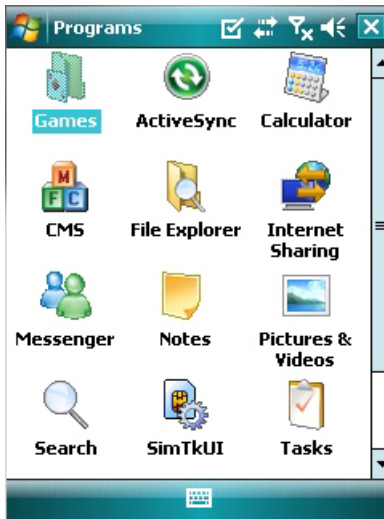 Programs
Games ActiveSync Calculator
M
F C
CMS File Explorer Internet
Sharing
Messenger Notes Pictures &
Videos
Search SimTkUI Tasks